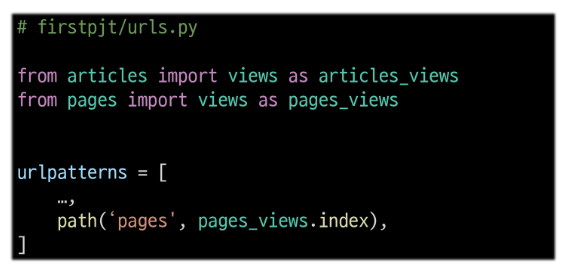 # firstpjt/urls.py
from articles import views as articles_views
from pages import views as pages_views
urlpatterns = [
…,
path(‘pages', pages_views.index),
]